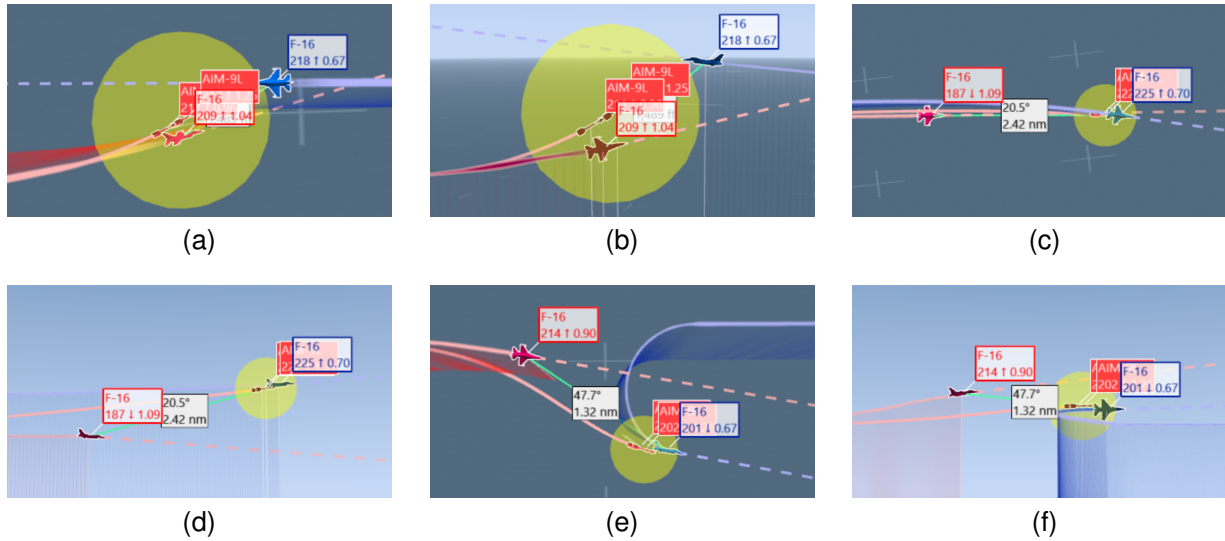 F-16
218 ↑ 0.67
AIM-9L
F-16
209 ↑ 1.04
(a)
F-16
218 ↑ 0.67
AIM-9L
1.25
AIM-9L
F-16
209 ↑ 1.04
(b)
F-16
187 ↓ 1.09
20.5°
2.42 nm
F-16
225 ↑ 0.70
(c)
F-16
225 ↑ 0.70
F-16
187 ↓ 1.09
20.5°
2.42 nm
(d)
F-16
214 ↑ 0.90
47.7°
1.32 nm
AIM
202
F-16
201 ↓ 0.67
(e)
F-16
214 ↑ 0.90
47.7°
1.32 nm
AIM
202
F-16
201 ↓ 0.67
(f)